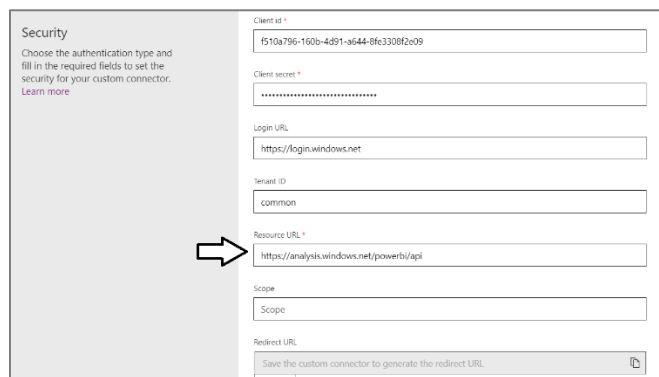 Security
Choose the authentication type and
fill in the required fields to set the
security for your custom connector.
Learn more
Client id *
f510a796-160b-4d91-a644-8fe3308f2e09
Client secret *
••••••••••••••••••••••••••••••••
Login URL
https://login.windows.net
Tenant ID
common
Resource URL *
https://analysis.windows.net/powerbi/api
Scope
Scope
Redirect URL
Save the custom connector to generate the redirect URL